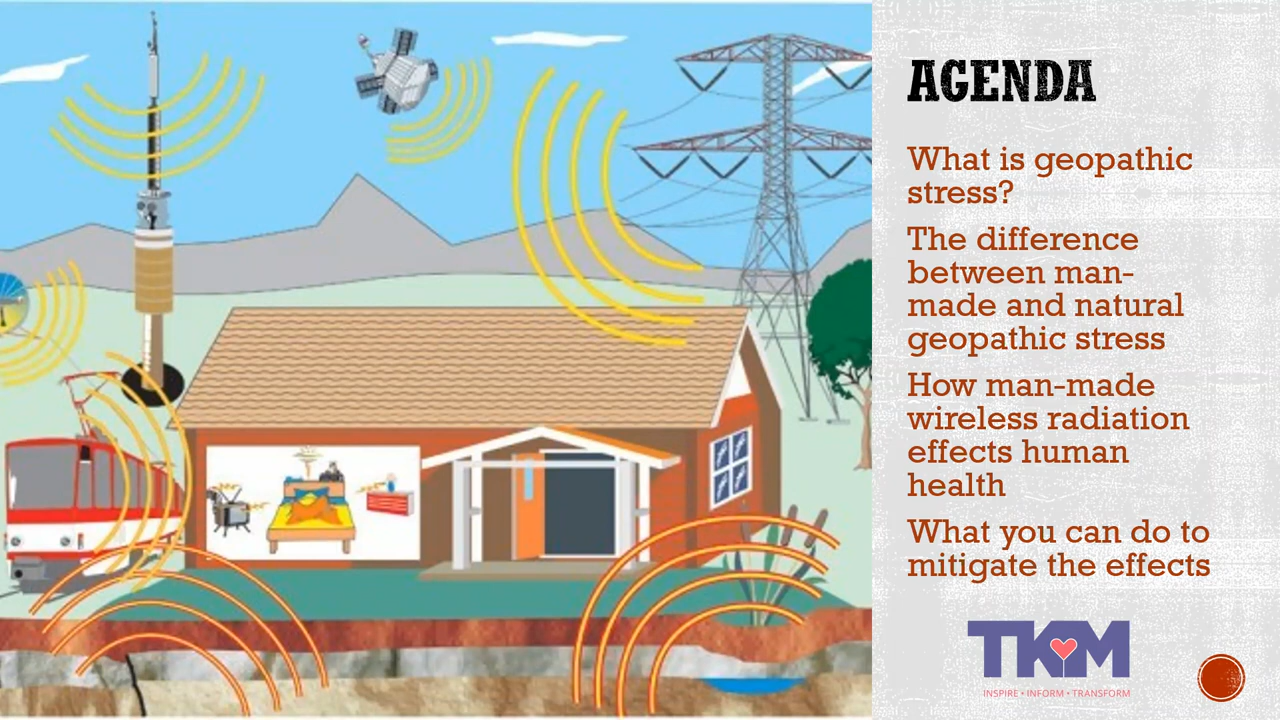 AGENDA
What is geopathic
stress?
The difference
between man-
made and natural
geopathic stress
How man-made
wireless radiation
effects human
health
What you can do to
mitigate the effects
TKM
INSPIRE • INFORM • TRANSFORM